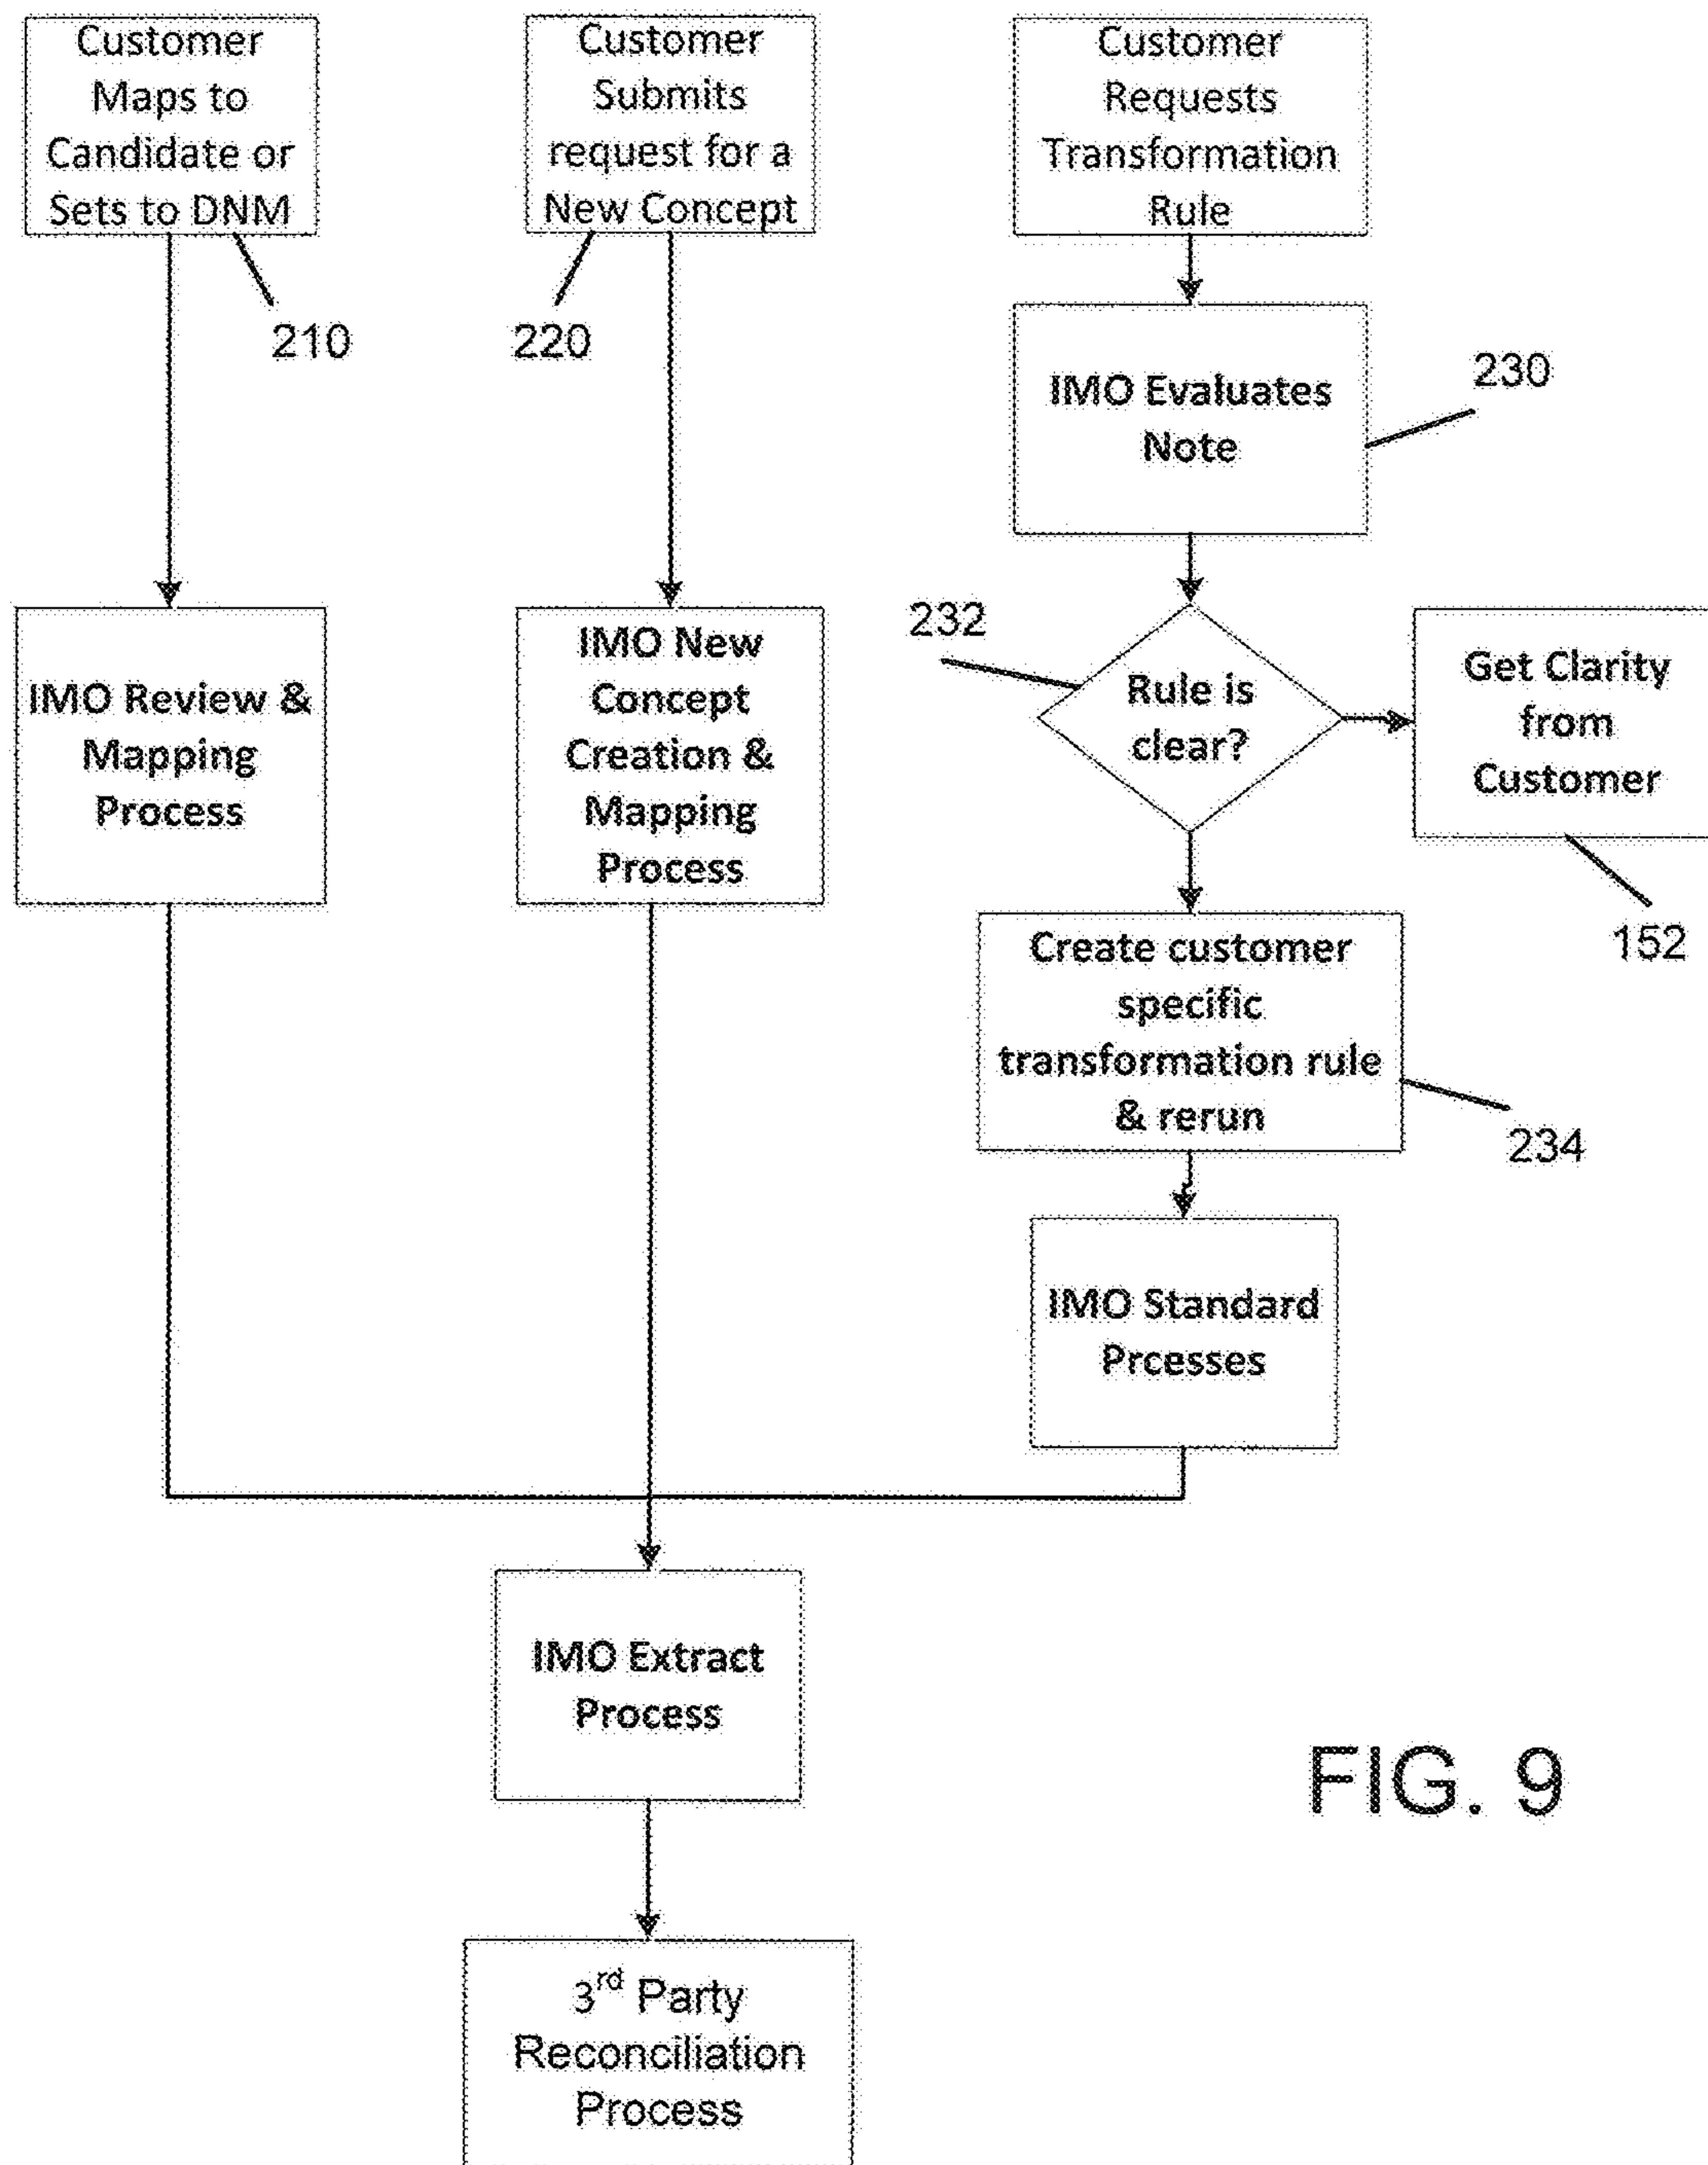 Customer
Maps to
Candidate or
Sets to DNM
210
Customer
Submits
request for a
New Concept
220
Customer
Requests
Transformation
Rule
IMO Evaluates
Note
230
IMO Review &
Mapping
Process
IMO New
Concept
Creation &
Mapping
Process
232
Rule is
clear?
Get Clarity
from
Customer
152
Create customer
specific
transformation rule
& rerun
234
IMO Standard
Prcesses
IMO Extract
Process
FIG. 9
3rd Party
Reconciliation
Process